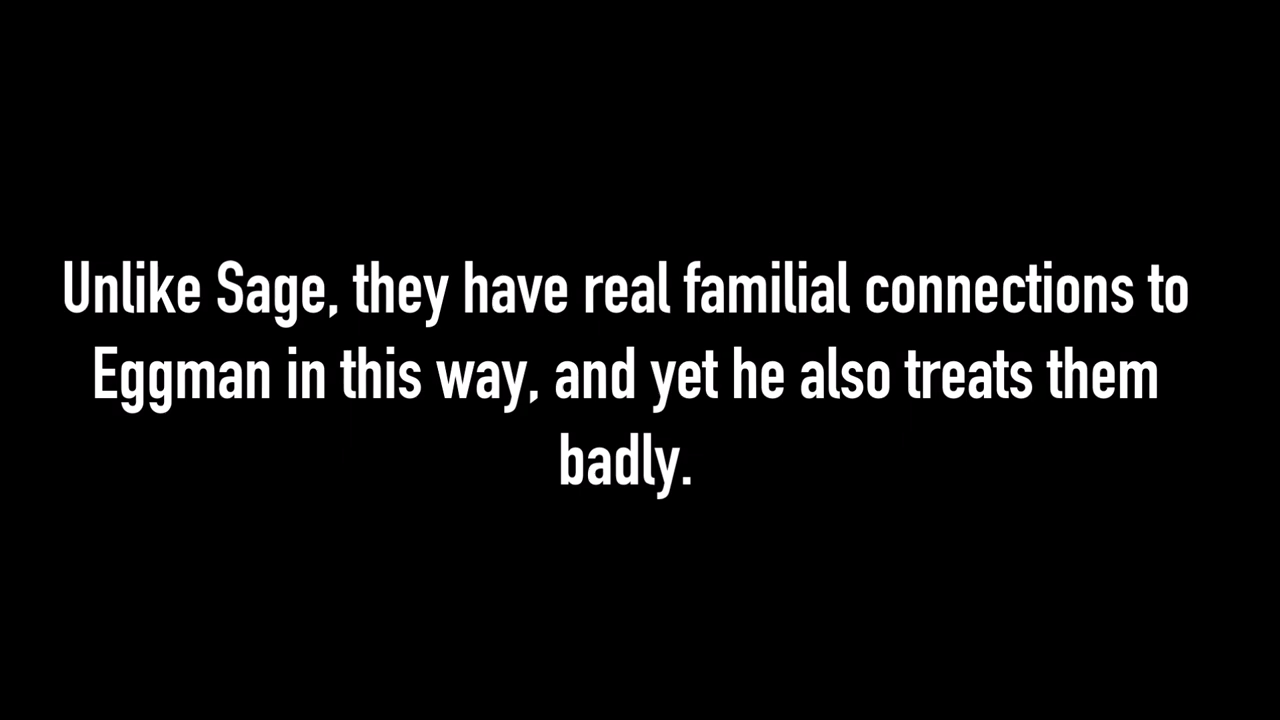 Unlike Sage, they have real familial connections to
Eggman in this way, and yet he also treats them
badly.